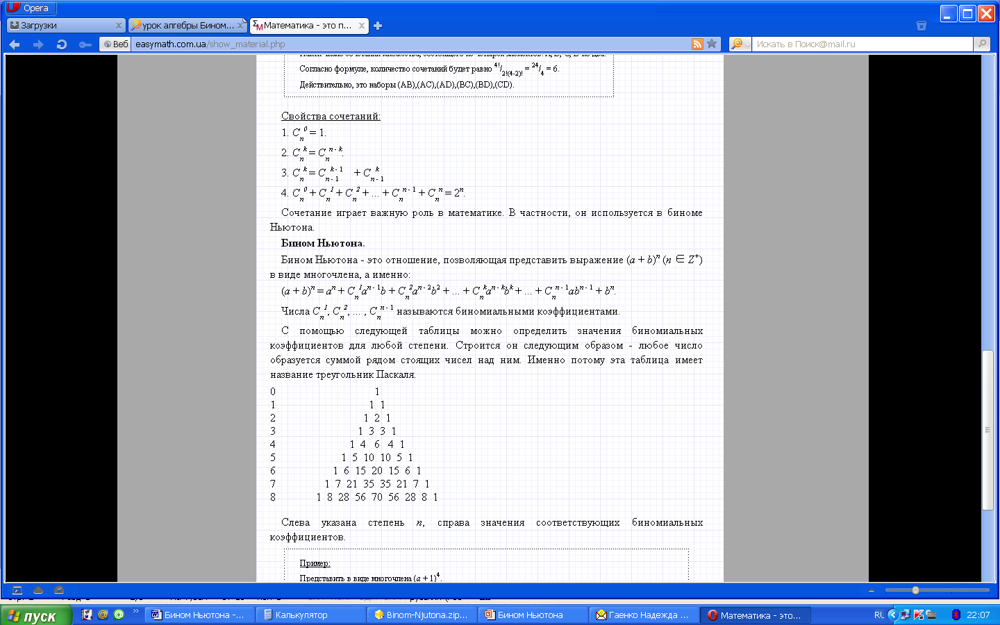 Opera
Загрузки
урок алгебры Бином...
Математика - это п...
Веб
easymath.com.ua/show_material.php
Искать в Поиск@mail.ru
Согласно формуле, количество сочетаний будет равно 4!/2!(4-2)! = 24/4 = 6.
Действительно, это наборы (AB),(AC),(AD),(BC),(BD),(CD).
Свойства сочетаний:
1. C_n^0 = 1.
2. C_n^k = C_n^{n - k}.
3. C_n^k = C_{n - 1}^{k - 1} + C_{n - 1}^k
4. C_n^0 + C_n^1 + C_n^2 + ... + C_n^{n - 1} + C_n^n = 2^n.
Сочетание играет важную роль в математике. В частности, он используется в биноме
Ньютона.
Бином Ньютона.
Бином Ньютона - это отношение, позволяющая представить выражение (a + b)^n (n ∈ Z^+)
в виде многочлена, а именно:
(a + b)^n = a^n + C_n^1 a^{n - 1}b + C_n^2 a^{n - 2}b^2 + ... + C_n^k a^{n - k}b^k + ... + C_n^{n - 1}ab^{n - 1} + b^n.
Числа C_n^1, C_n^2, ... , C_n^{n - 1} называются биномиальными коэффициентами.
С помощью следующей таблицы можно определить значения биномиальных
коэффициентов для любой степени. Строится он следующим образом - любое число
образуется суммой рядом стоящих чисел над ним. Именно потому эта таблица имеет
название треугольник Паскаля.
0 1
1 1 1
2 1 2 1
3 1 3 3 1
4 1 4 6 4 1
5 1 5 10 10 5 1
6 1 6 15 20 15 6 1
7 1 7 21 35 35 21 7 1
8 1 8 28 56 70 56 28 8 1
Слева указана степень n, справа значения соответствующих биномиальных
коэффициентов.
Пример:
Представить в виде многочлена (a + 1)^4.
пуск
Бином Ньютона -...
Калькулятор
Binom-Njutona.zip...
Бином Ньютона
Гаенко Надежда ...
Математика - это...
RU
22:07